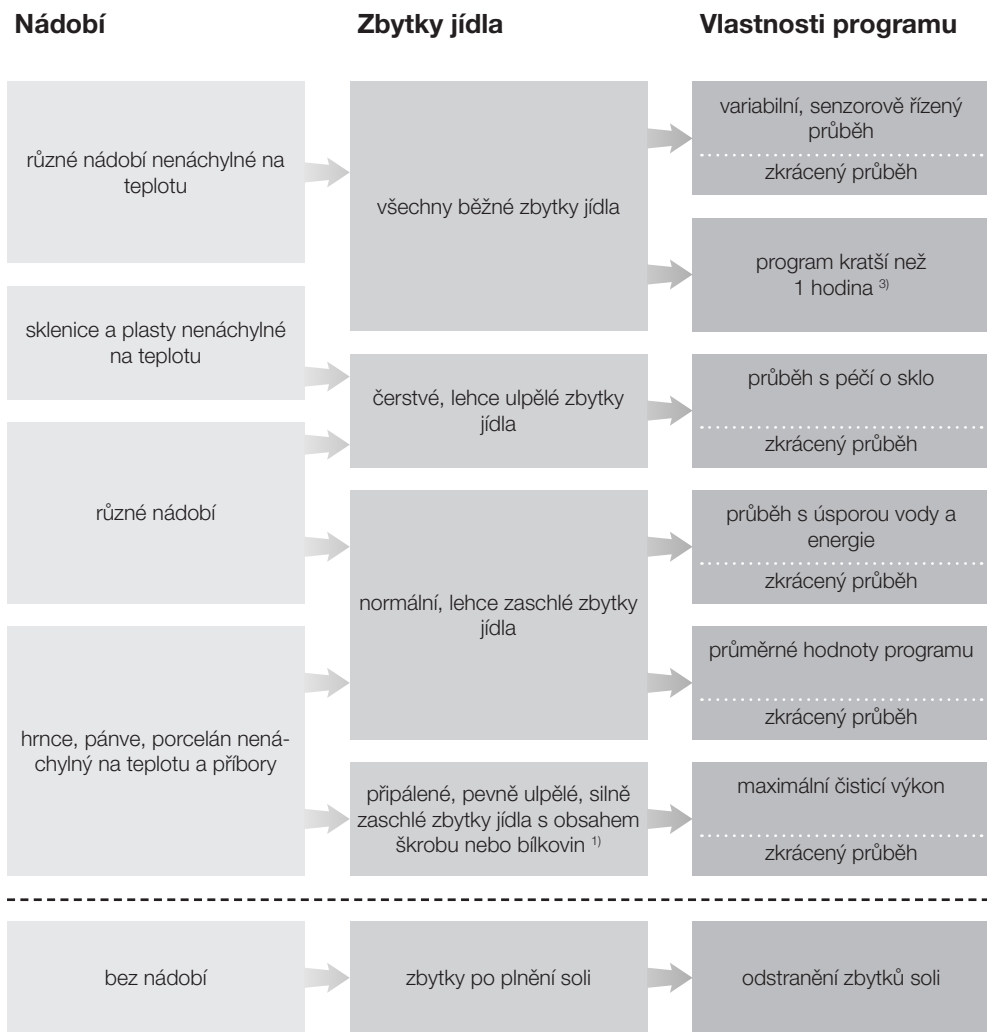 Nádobí
Zbytky jídla
Vlastnosti programu
různé nádobí nenáchylné na
teplotu
všechny běžné zbytky jídla
variabilní, senzorově řízený
průběh
zkrácený průběh
program kratší než
1 hodina 3)
sklenice a plasty nenáchylné
na teplotu
čerstvé, lehce ulpělé zbytky
jídla
průběh s péčí o sklo
zkrácený průběh
různé nádobí
normální, lehce zaschlé zbytky
jídla
průběh s úsporou vody a
energie
zkrácený průběh
průměrné hodnoty programu
zkrácený průběh
hrnce, pánve, porcelán nená-
chylný na teplotu a příbory
připálené, pevně ulpělé, silně
zaschlé zbytky jídla s obsahem
škrobu nebo bílkovin 1)
maximální čisticí výkon
zkrácený průběh
bez nádobí
zbytky po plnění soli
odstranění zbytků soli